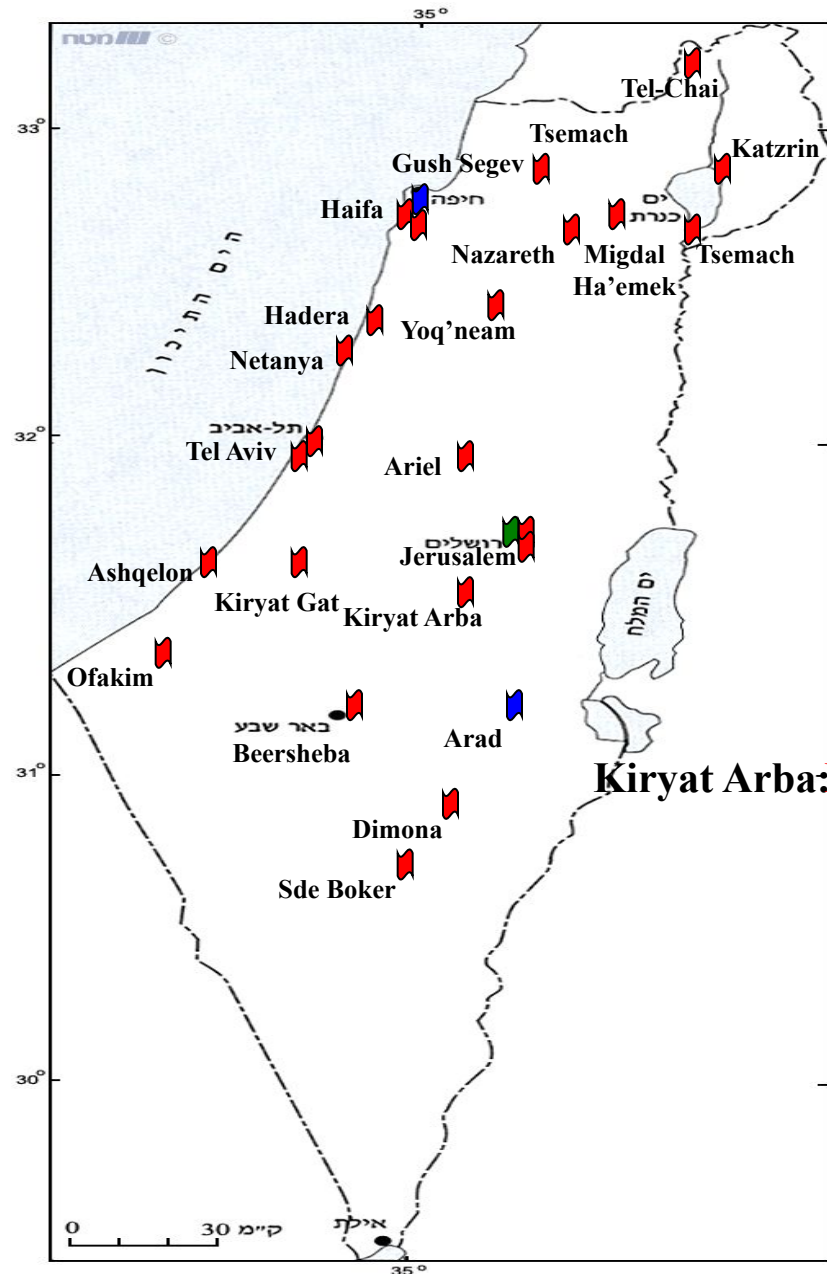 35°
© מטח
Tel-Chai
33°
Tsemach
Katzrin
Gush Segev
חיפה
ים
כנרת
Haifa
Nazareth
Migdal
Ha’emek
Tsemach
הים התיכון
Hadera
Yoq’neam
Netanya
32°
תל-אביב
Tel Aviv
Ariel
ירושלים
Jerusalem
Ashqelon
Kiryat Gat
Kiryat Arba
ים המלח
Ofakim
באר שבע
Beersheba
Arad
31°
Kiryat Arba:
Dimona
Sde Boker
30°
0 30 ק״מ
אילת
35°